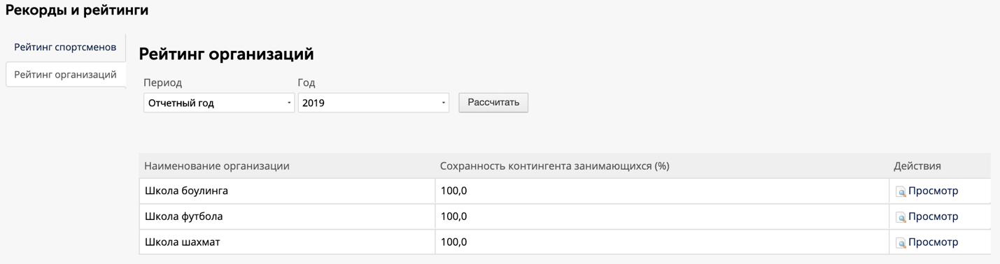 Рекорды и рейтинги
Рейтинг спортсменов
Рейтинг организаций
Рейтинг организаций
Период Год
Отчетный год 2019 Рассчитать
Наименование организации Сохранность контингента занимающихся (%) Действия
Школа боулинга 100,0 Просмотр
Школа футбола 100,0 Просмотр
Школа шахмат 100,0 Просмотр